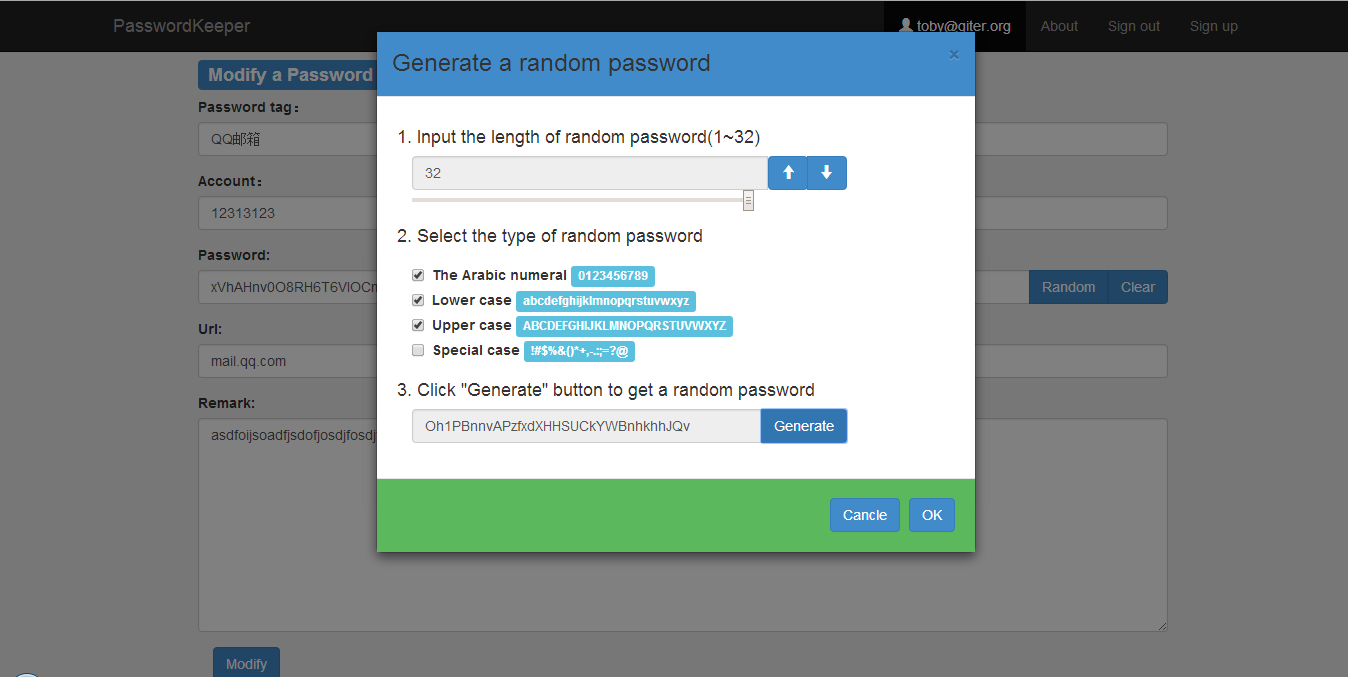 PasswordKeeper toby@qiter.org About Sign out Sign up
Generate a random password ×
Modify a Password
Password tag：
QQ邮箱
1. Input the length of random password(1~32)
32
Account：
12313123
2. Select the type of random password
Password:
xVhAHnv0O8RH6T6VIOCn
Random Clear
The Arabic numeral 0123456789
Lower case abcdefghijklmnopqrstuvwxyz
Upper case ABCDEFGHIJKLMNOPQRSTUVWXYZ
Special case !#$%&()*+,-.:;=?@
Url:
mail.qq.com
3. Click "Generate" button to get a random password
Oh1PBnnvAPzfxdXHHSUCkYWBnhkhhJQv Generate
Remark:
asdfoijsoadfjsdofjosdjfosdj
Cancle OK
Modify